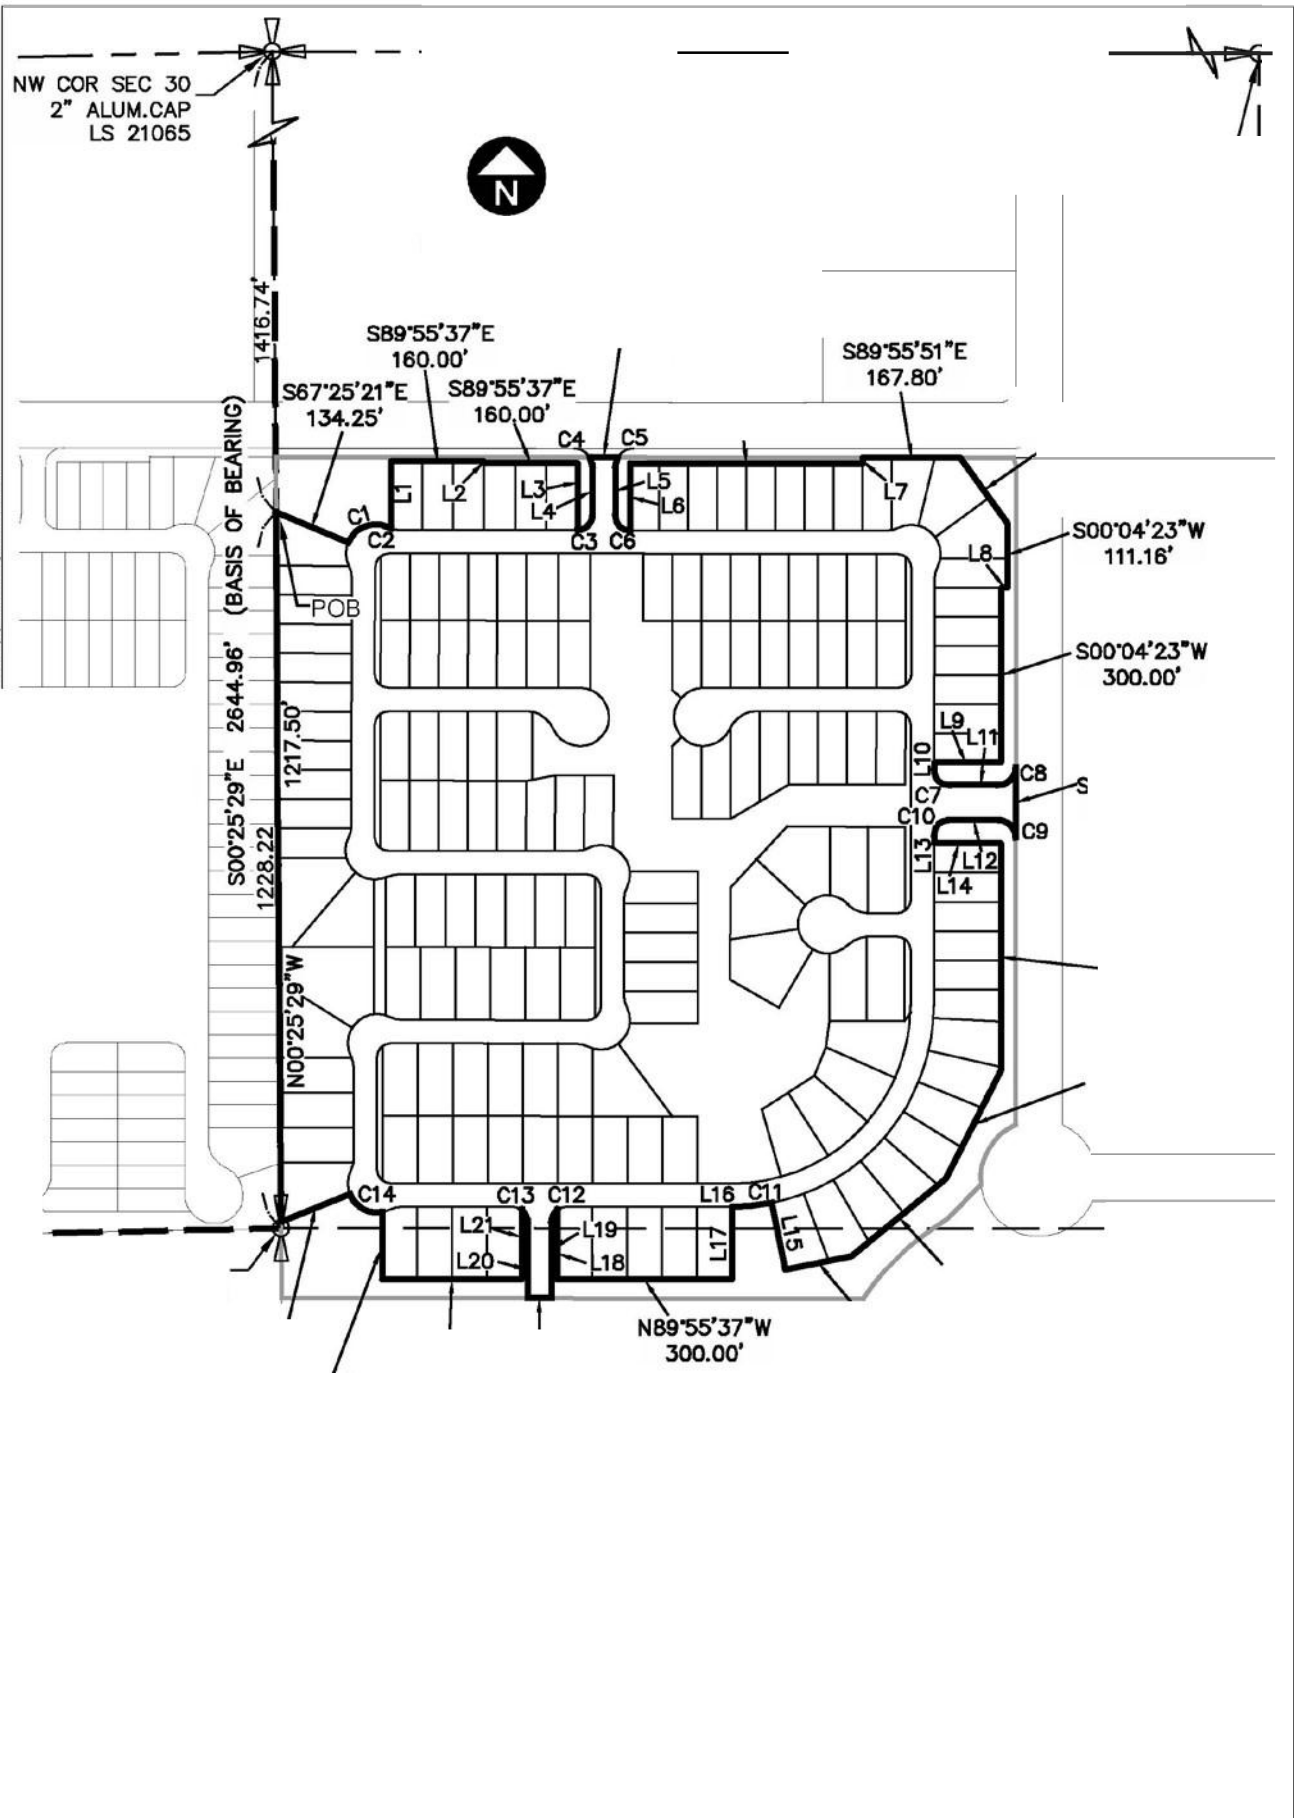 NW COR SEC 30
2" ALUM.CAP
LS 21065
N
1416.74'
S89°55'37"E
160.00'
S67°25'21"E
134.25'
S89°55'37"E
160.00'
S89°55'51"E
167.80'
C4
C5
C1
C2
L1
L2
L3
L4
L5
L6
C3
C6
L7
L8
S00°04'23"W
111.16'
S00°04'23"W
300.00'
S00°25'29"E 2644.96' (BASIS OF BEARING)
POB
1217.50'
1228.22
N00°25'29"W
L9
L11
L10
C8
S
C7
C10
C9
L13
L12
L14
C14
C13
C12
L16
C11
L21
L19
L17
L15
L20
L18
N89°55'37"W
300.00'